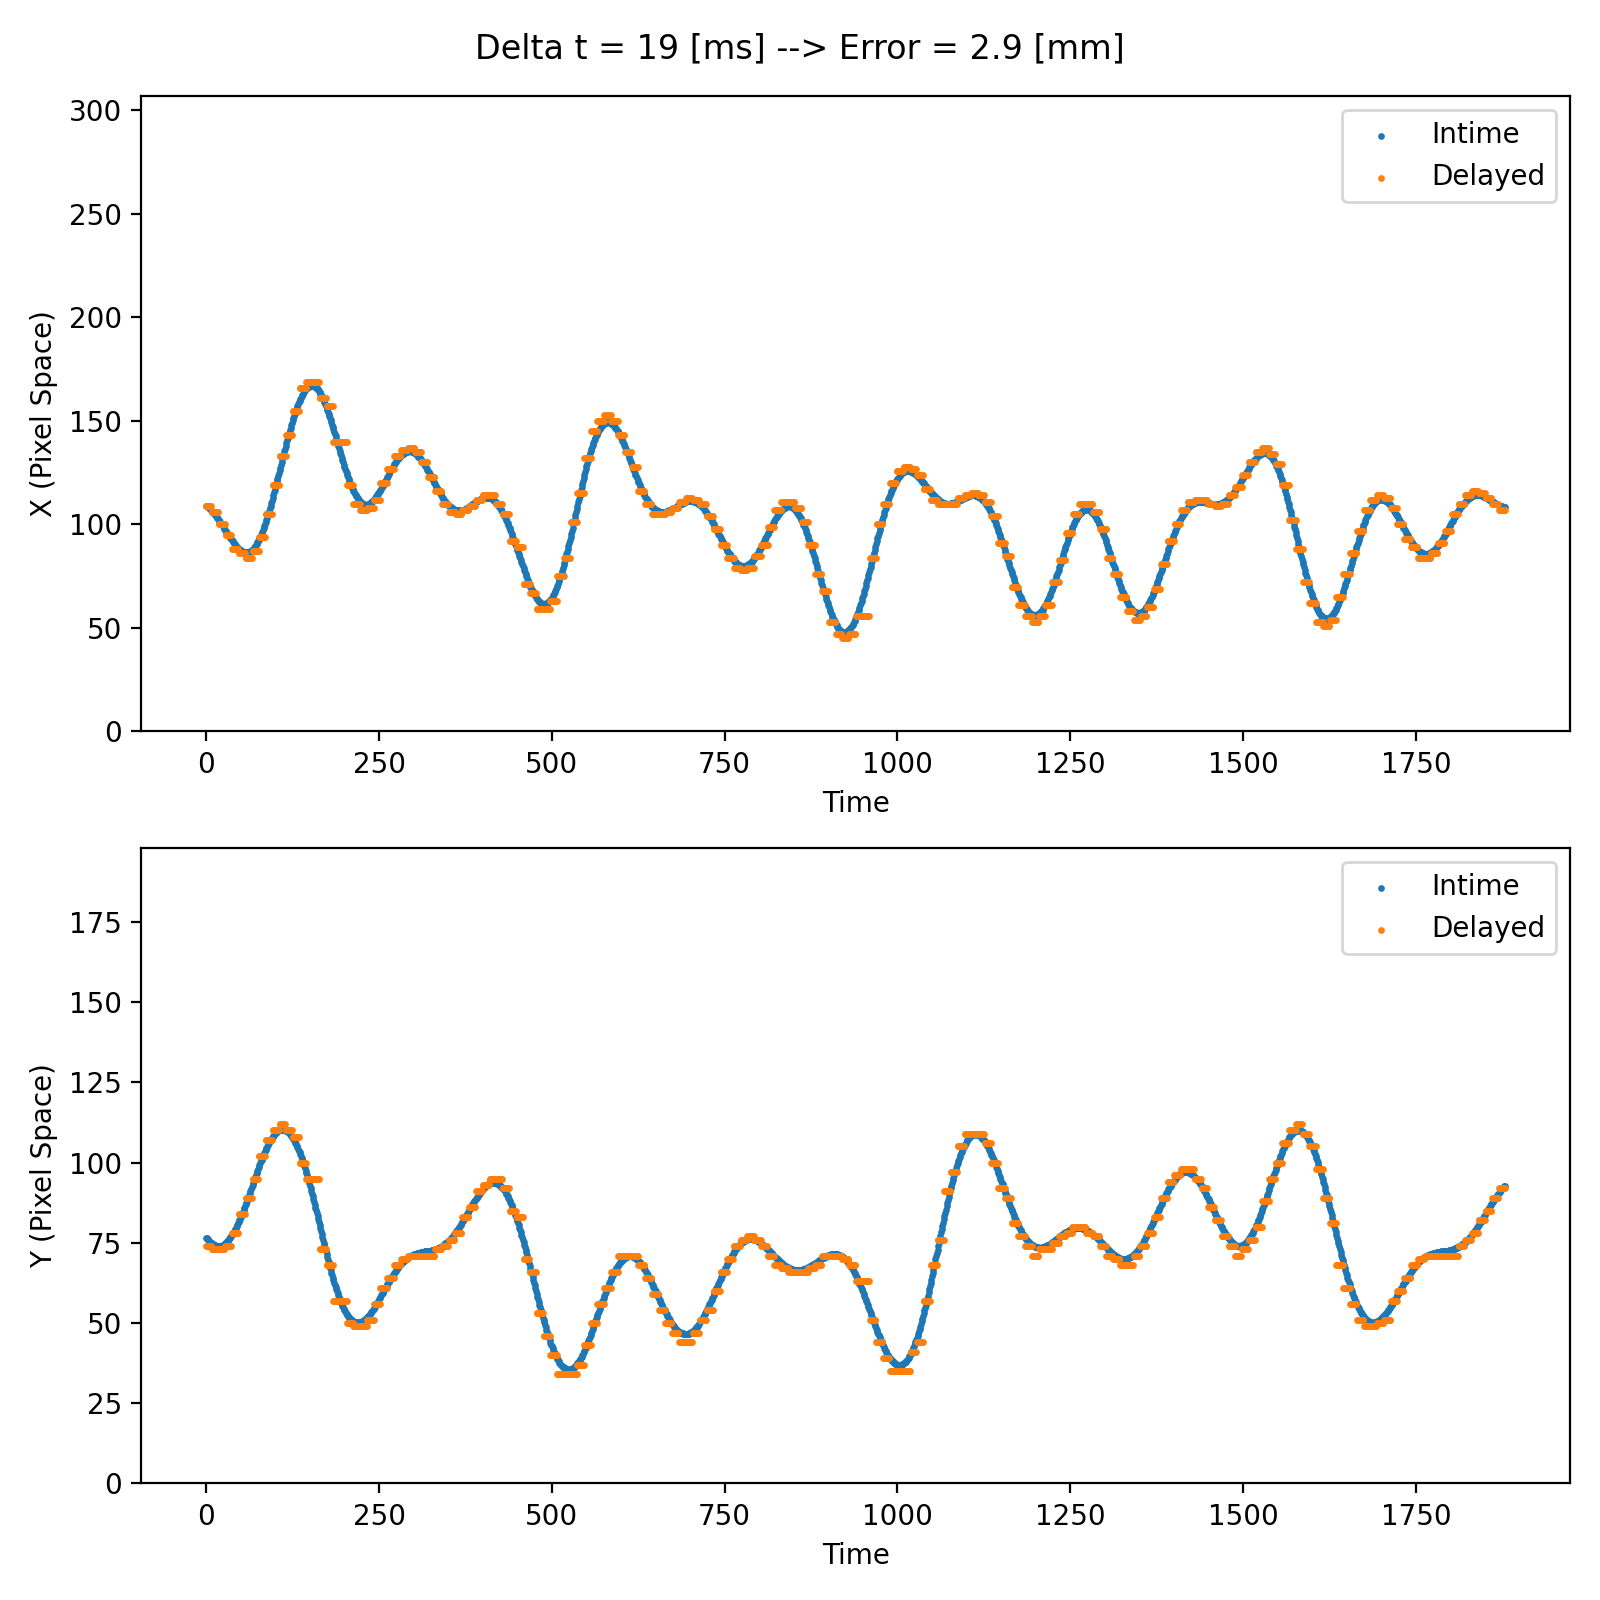 Delta t = 19 [ms] --> Error = 2.9 [mm]
300
250
200
150
100
50
0
X (Pixel Space)
Intime
Delayed
0 250 500 750 1000 1250 1500 1750
Time
175
150
125
100
75
50
25
0
Y (Pixel Space)
Intime
Delayed
0 250 500 750 1000 1250 1500 1750
Time